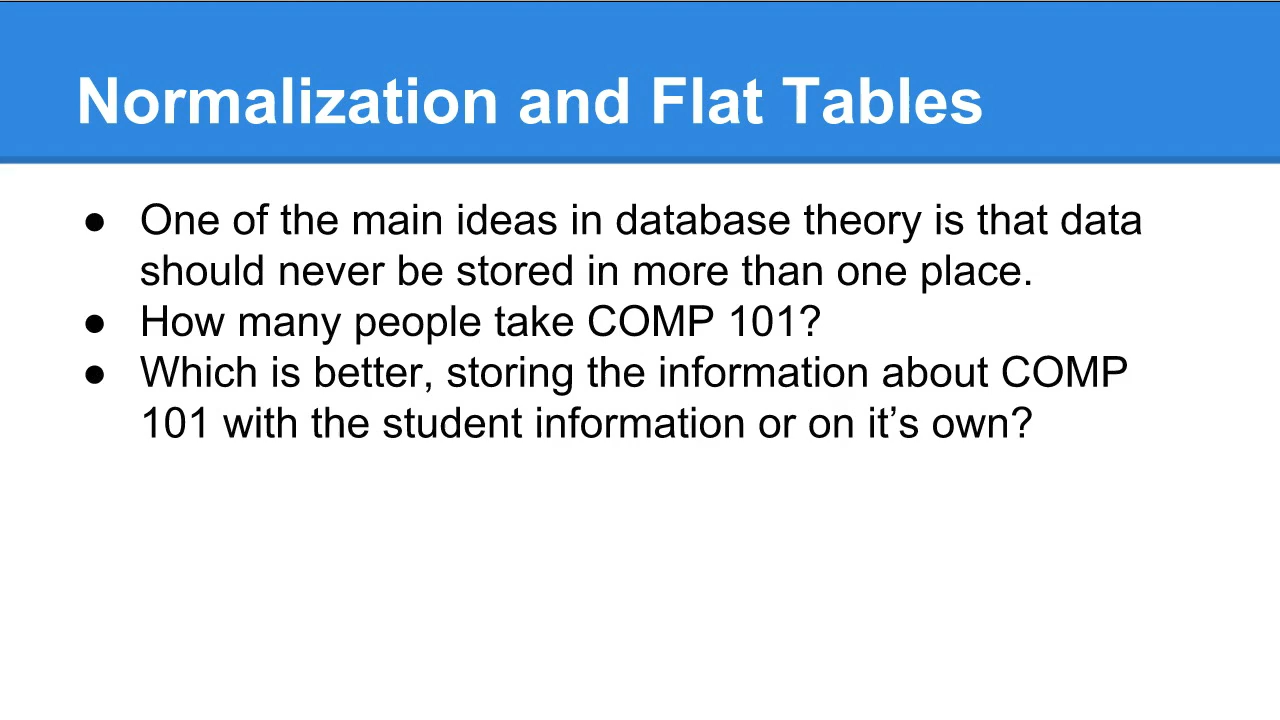 Normalization and Flat Tables
● One of the main ideas in database theory is that data
should never be stored in more than one place.
● How many people take COMP 101?
● Which is better, storing the information about COMP
101 with the student information or on it’s own?